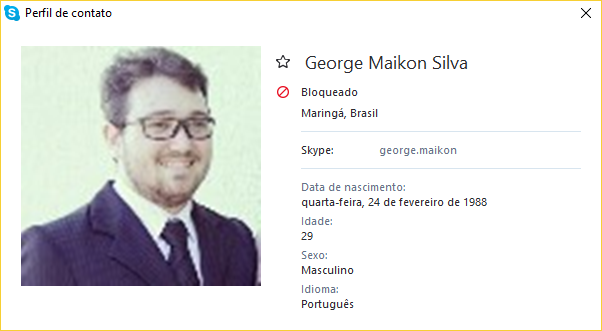 Perfil de contato
George Maikon Silva
Bloqueado
Maringá, Brasil
Skype: george.maikon
Data de nascimento:
quarta-feira, 24 de fevereiro de 1988
Idade:
29
Sexo:
Masculino
Idioma:
Português